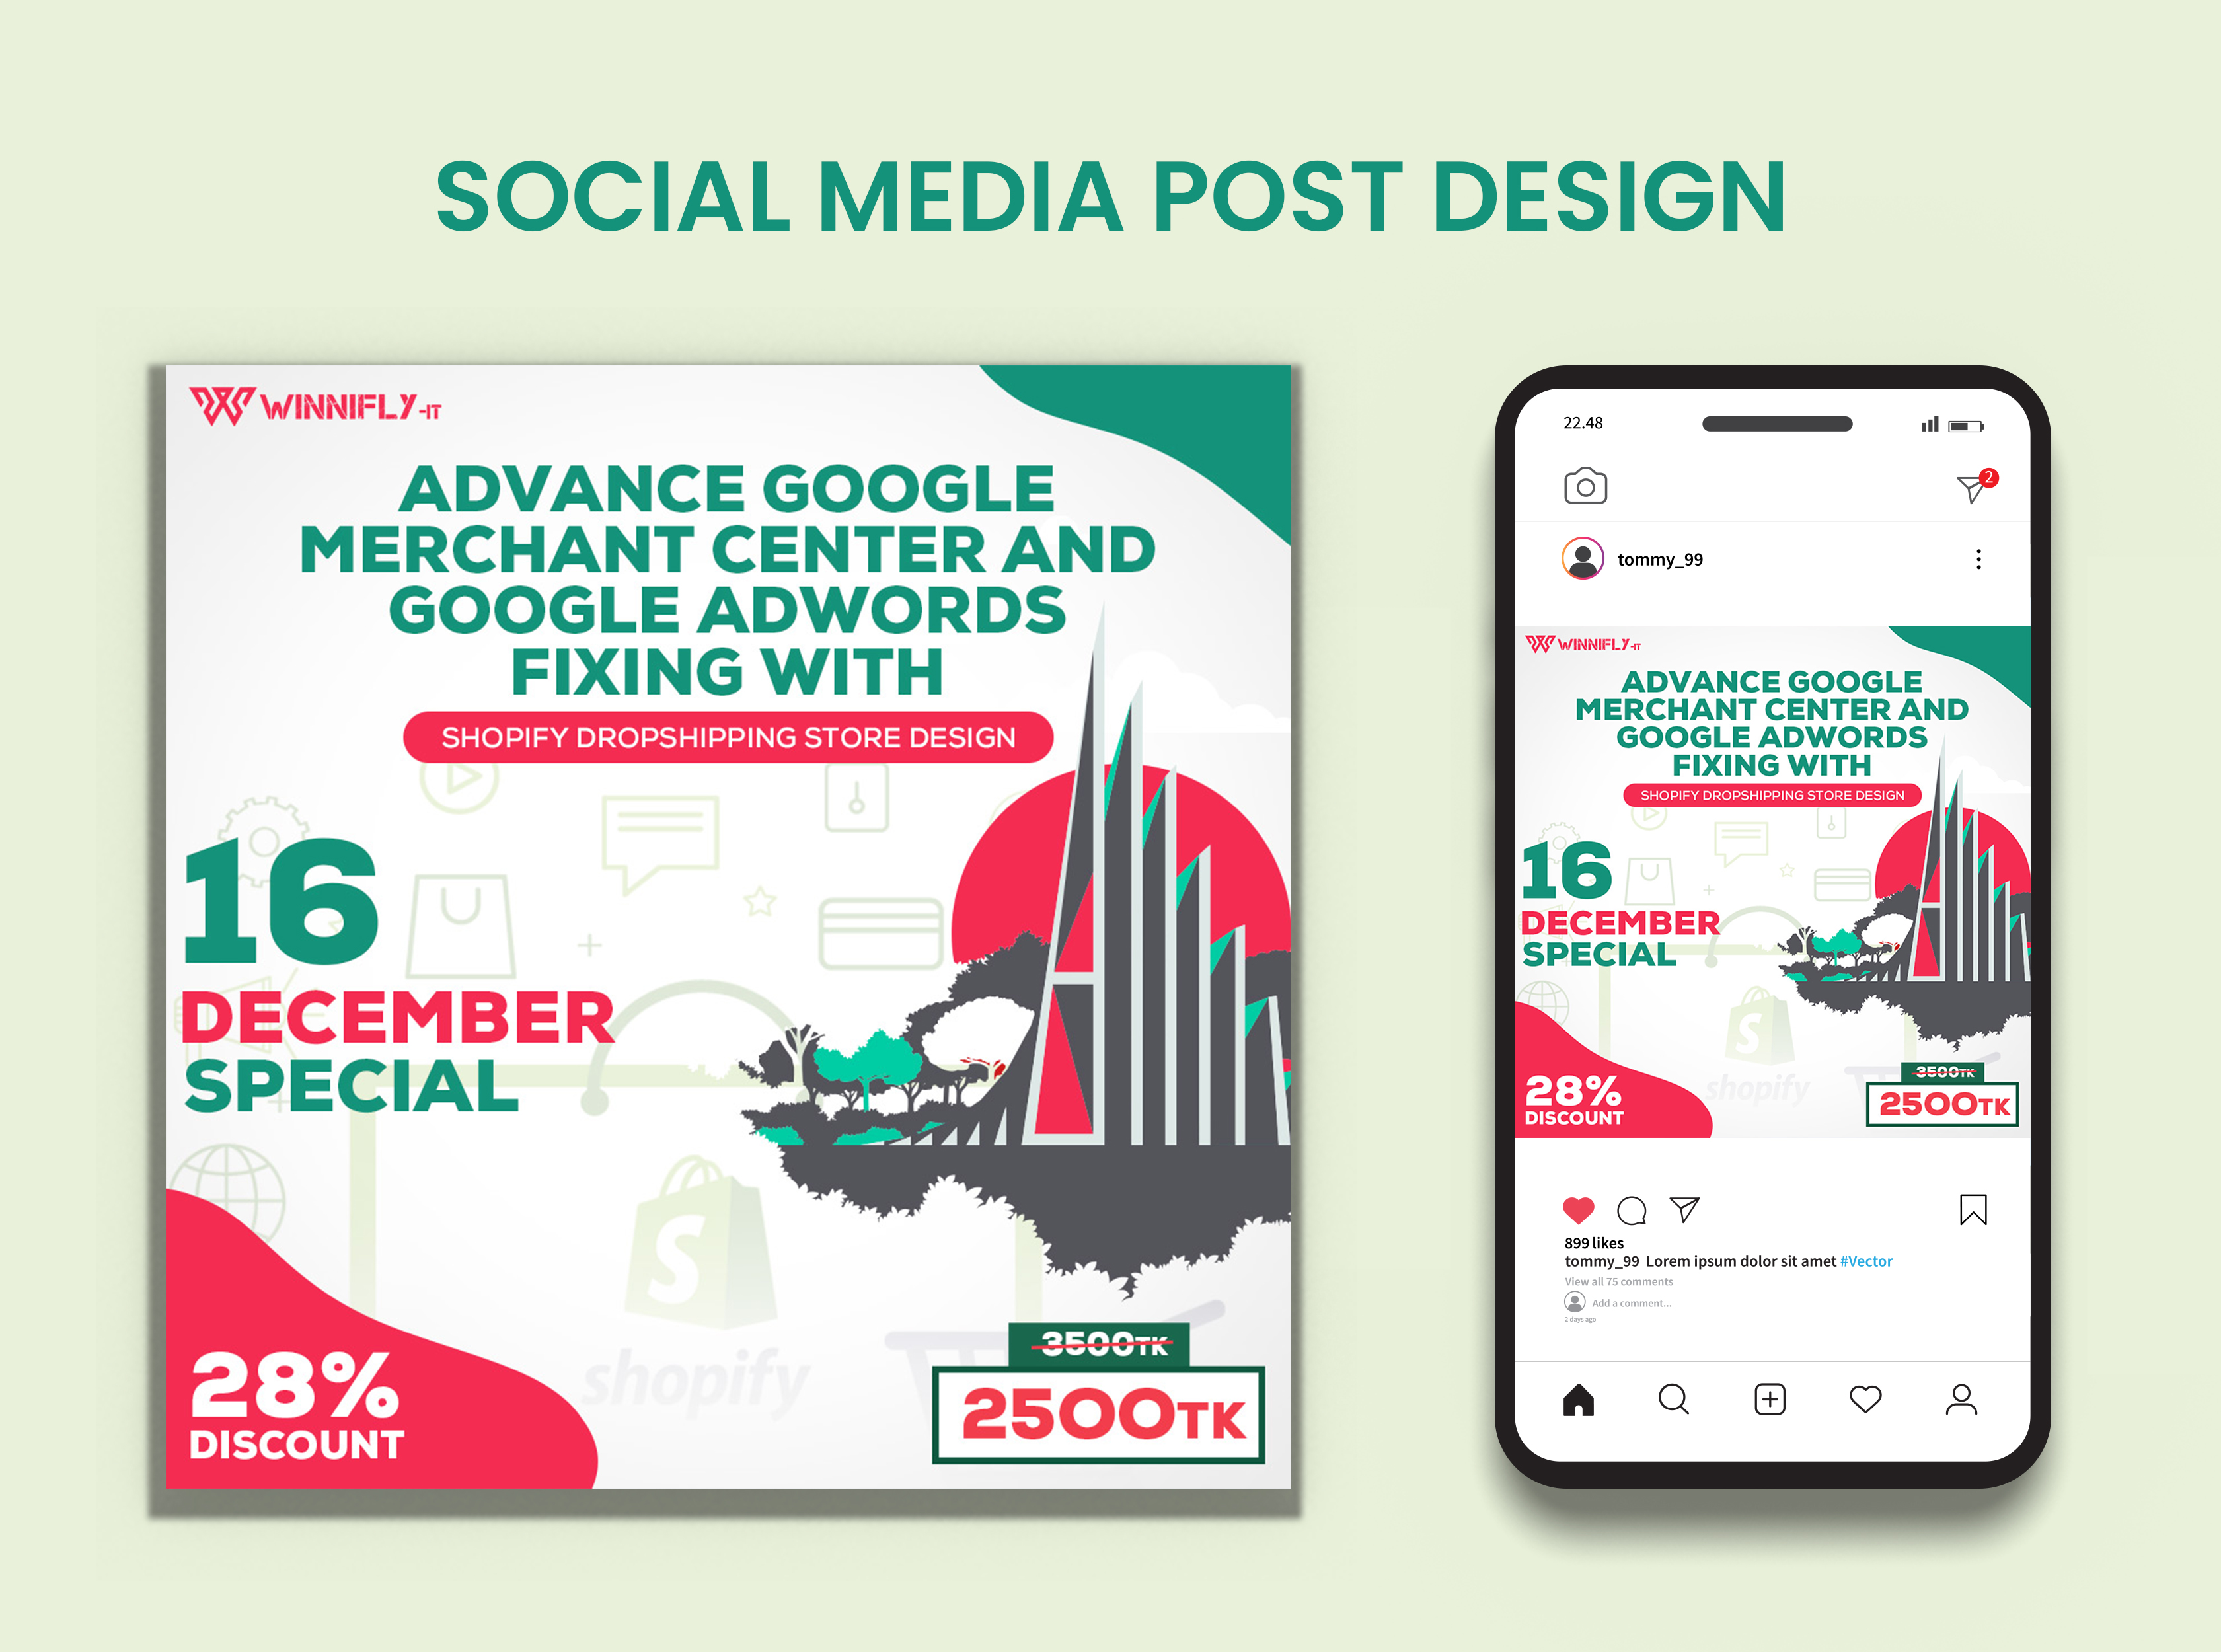 SOCIAL MEDIA POST DESIGN
WINNIFLY-IT
ADVANCE GOOGLE
MERCHANT CENTER AND
GOOGLE ADWORDS
FIXING WITH
SHOPIFY DROPSHIPPING STORE DESIGN
16
DECEMBER
SPECIAL
shopify
28%
DISCOUNT
3500TK
2500TK
22.48
2
tommy_99
WINNIFLY-IT
ADVANCE GOOGLE
MERCHANT CENTER AND
GOOGLE ADWORDS
FIXING WITH
SHOPIFY DROPSHIPPING STORE DESIGN
16
DECEMBER
SPECIAL
shopify
28%
DISCOUNT
3500TK
2500TK
899 likes
tommy_99 Lorem ipsum dolor sit amet #Vector
View all 75 comments
Add a comment...
2 days ago